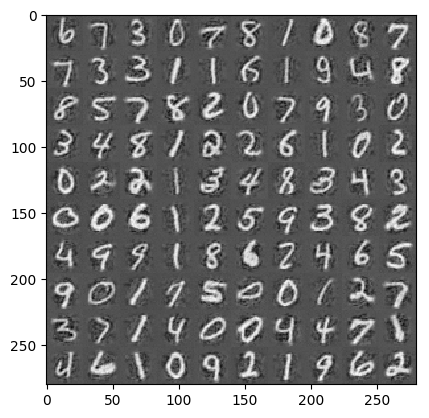 0
6 7 3 0 7 8 1 0 8 7
7 3 3 1 1 6 1 9 4 8
50
8 5 7 8 2 0 7 9 3 0
100
3 4 8 1 2 2 6 1 0 2
0 2 2 1 3 4 8 3 4 3
150
0 0 6 1 2 5 9 3 8 2
4 9 9 1 8 6 2 4 6 5
200
9 0 1 9 5 0 0 1 2 7
3 7 1 4 0 0 4 4 7 1
250
4 6 1 0 9 2 1 9 6 2
0 50 100 150 200 250